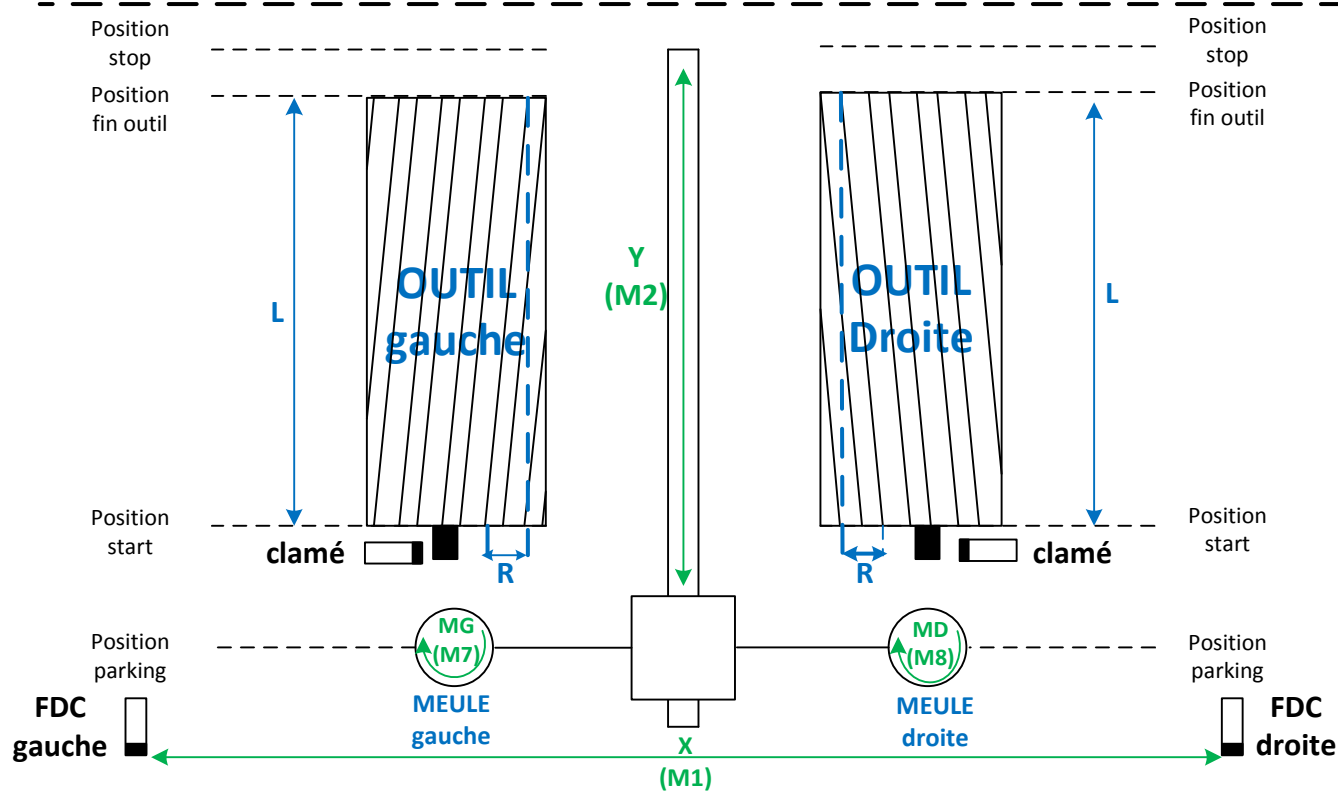 Position
stop
Position
stop
Position
fin outil
Position
fin outil
Y
(M2)
OUTIL
gauche
OUTIL
Droite
L
L
Position
start
Position
start
clamé
clamé
R
R
MG
(M7)
MD
(M8)
Position
parking
Position
parking
FDC
gauche
MEULE
gauche
MEULE
droite
FDC
droite
X
(M1)